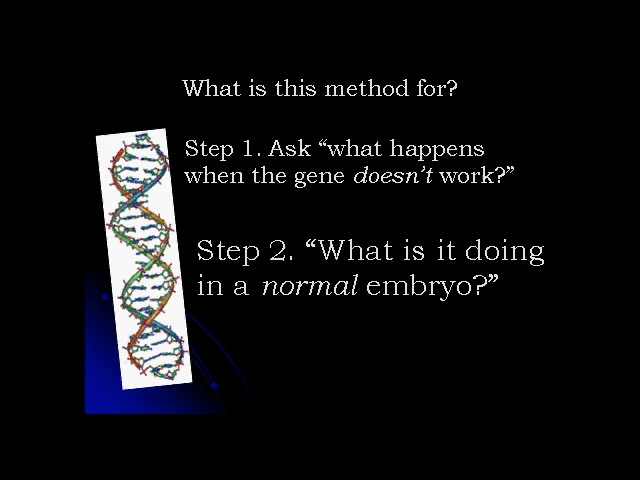 What is this method for?
Step 1. Ask “what happens
when the gene doesn’t work?”
Step 2. “What is it doing
in a normal embryo?”